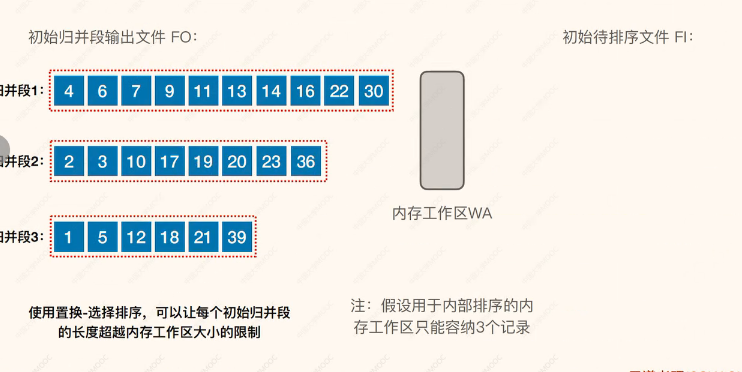 初始归并段输出文件 FO：
初始待排序文件 FI：
归并段1： 4 6 7 9 11 13 14 16 22 30
归并段2： 2 3 10 17 19 20 23 36
内存工作区WA
归并段3： 1 5 12 18 21 39
使用置换-选择排序，可以让每个初始归并段
的长度超越内存工作区大小的限制
注：假设用于内部排序的内
存工作区只能容纳3个记录